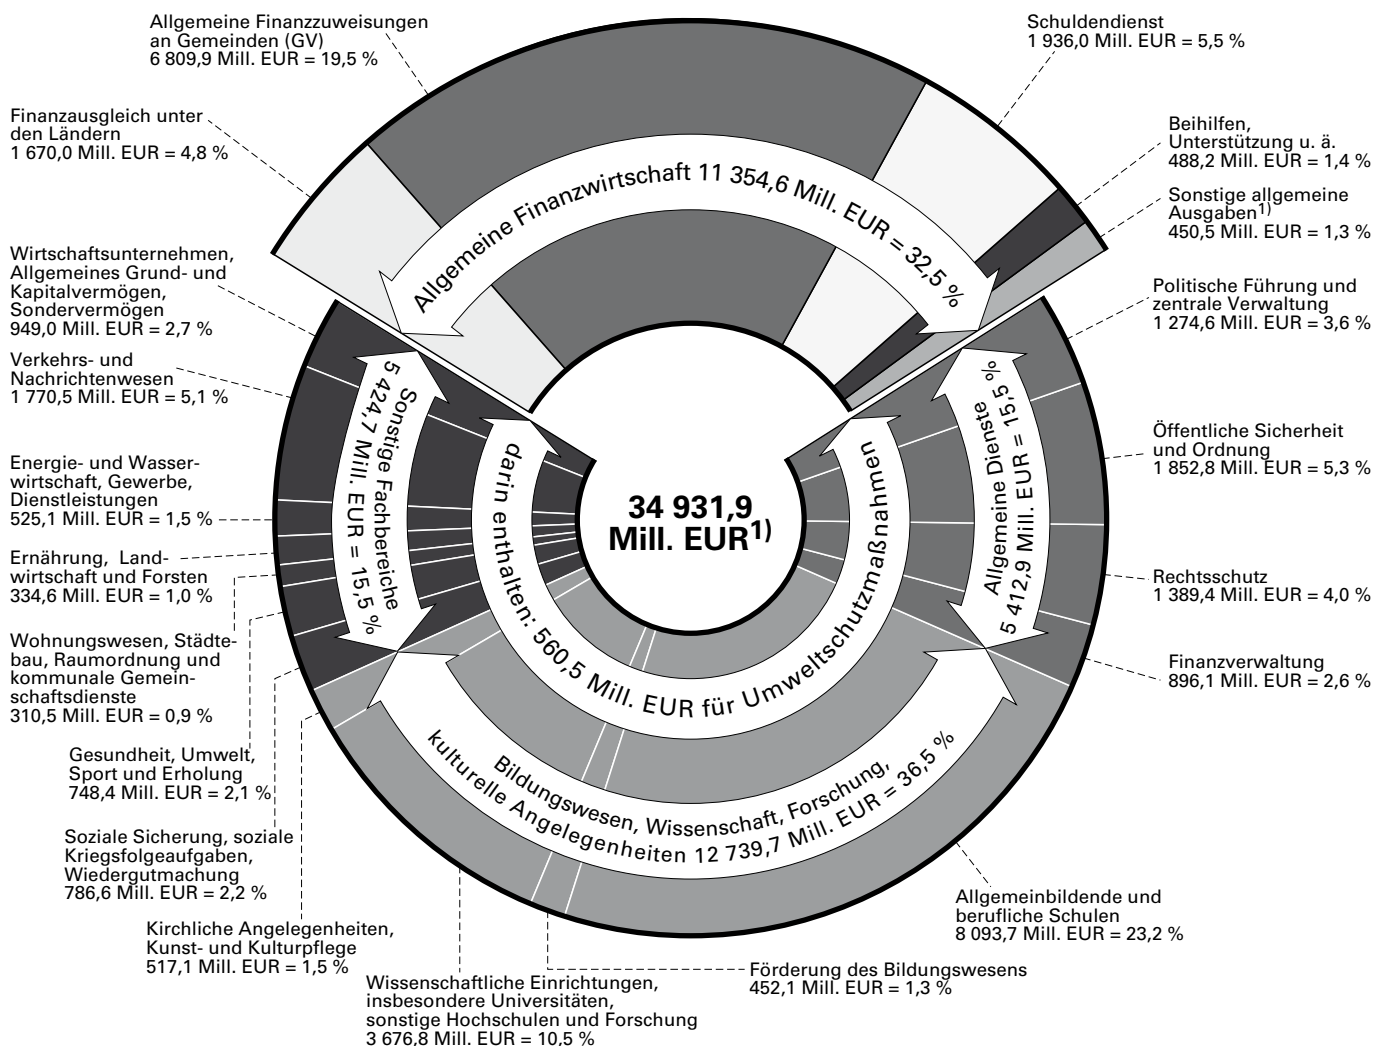 Allgemeine Finanzzuweisungen
an Gemeinden (GV)
6 809,9 Mill. EUR = 19,5 %
Schuldendienst
1 936,0 Mill. EUR = 5,5 %
Finanzausgleich unter
den Ländern
1 670,0 Mill. EUR = 4,8 %
Beihilfen,
Unterstützung u. ä.
488,2 Mill. EUR = 1,4 %
Sonstige allgemeine
Ausgaben1)
450,5 Mill. EUR = 1,3 %
Allgemeine Finanzwirtschaft 11 354,6 Mill. EUR = 32,5 %
Wirtschaftsunternehmen,
Allgemeines Grund- und
Kapitalvermögen,
Sondervermögen
949,0 Mill. EUR = 2,7 %
Politische Führung und
zentrale Verwaltung
1 274,6 Mill. EUR = 3,6 %
Verkehrs- und
Nachrichtenwesen
1 770,5 Mill. EUR = 5,1 %
Öffentliche Sicherheit
und Ordnung
1 852,8 Mill. EUR = 5,3 %
Energie- und Wasser-
wirtschaft, Gewerbe,
Dienstleistungen
525,1 Mill. EUR = 1,5 %
Sonstige Fachbereiche
5 424,7 Mill. EUR = 15,5 %
darin enthalten: 560,5 Mill. EUR für Umweltschutzmaßnahmen
34 931,9
Mill. EUR1)
Allgemeine Dienste
5 412,9 Mill. EUR = 15,5 %
Ernährung, Land-
wirtschaft und Forsten
334,6 Mill. EUR = 1,0 %
Rechtsschutz
1 389,4 Mill. EUR = 4,0 %
Wohnungswesen, Städte-
bau, Raumordnung und
kommunale Gemein-
schaftsdienste
310,5 Mill. EUR = 0,9 %
Finanzverwaltung
896,1 Mill. EUR = 2,6 %
Gesundheit, Umwelt,
Sport und Erholung
748,4 Mill. EUR = 2,1 %
Bildungswesen, Wissenschaft, Forschung,
kulturelle Angelegenheiten 12 739,7 Mill. EUR = 36,5 %
Soziale Sicherung, soziale
Kriegsfolgeaufgaben,
Wiedergutmachung
786,6 Mill. EUR = 2,2 %
Allgemeinbildende und
berufliche Schulen
8 093,7 Mill. EUR = 23,2 %
Kirchliche Angelegenheiten,
Kunst- und Kulturpflege
517,1 Mill. EUR = 1,5 %
Förderung des Bildungswesens
452,1 Mill. EUR = 1,3 %
Wissenschaftliche Einrichtungen,
insbesondere Universitäten,
sonstige Hochschulen und Forschung
3 676,8 Mill. EUR = 10,5 %